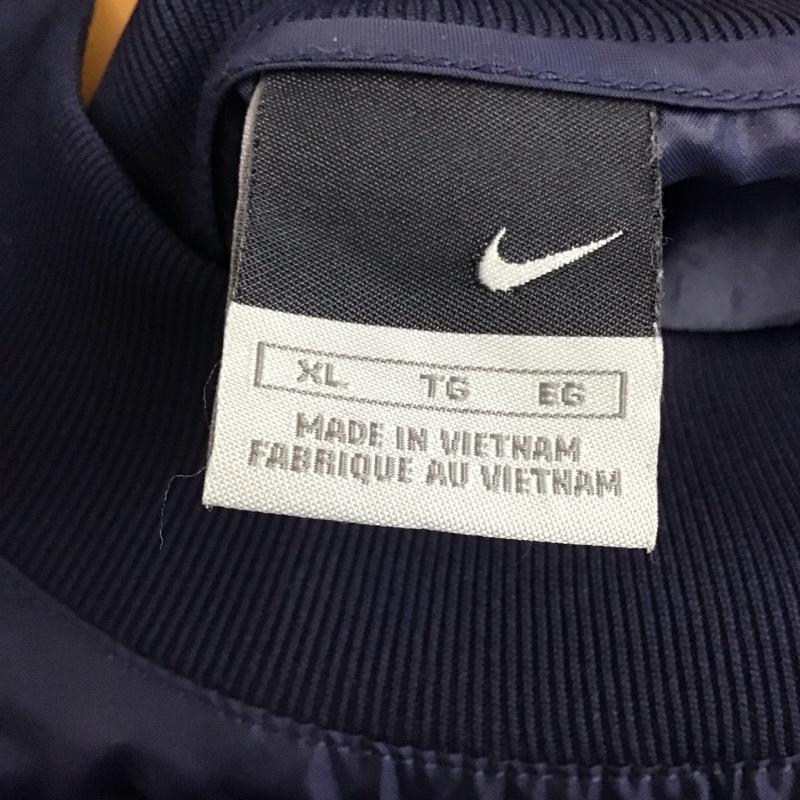 XL TG EG
MADE IN VIETNAM
FABRIQUE AU VIETNAM